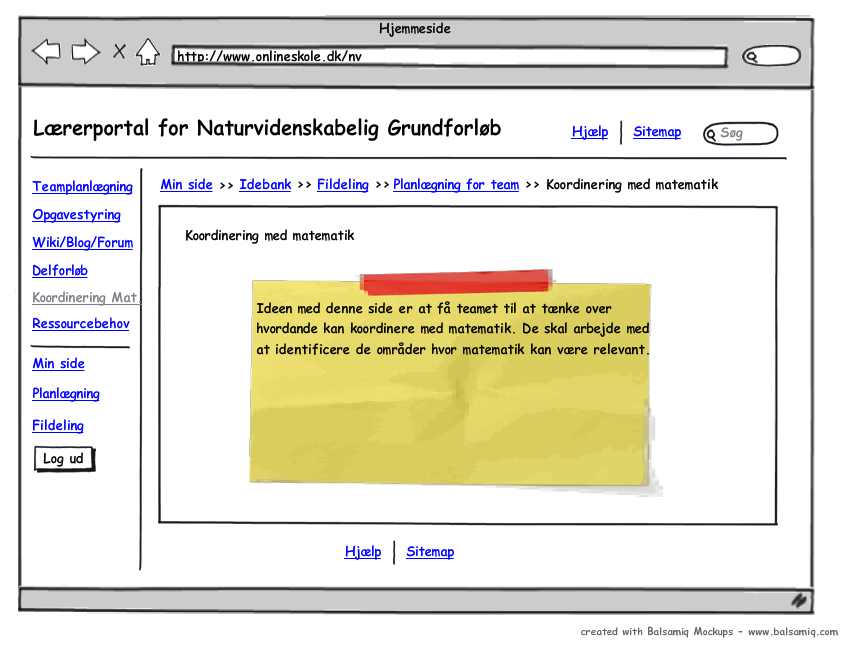 Hjemmeside
http://www.onlineskole.dk/nv
Lærerportal for Naturvidenskabelig Grundforløb
Hjælp | Sitemap
Søg
Teamplanlægning
Opgavestyring
Wiki/Blog/Forum
Delforløb
Koordinering Mat.
Ressourcebehov
Min side
Planlægning
Fildeling
Log ud
Min side >> Idebank >> Fildeling >> Planlægning for team >> Koordinering med matematik
Koordinering med matematik
Ideen med denne side er at få teamet til at tænke over
hvordande kan koordinere med matematik. De skal arbejde med
at identificere de områder hvor matematik kan være relevant.
Hjælp | Sitemap
created with Balsamiq Mockups - www.balsamiq.com